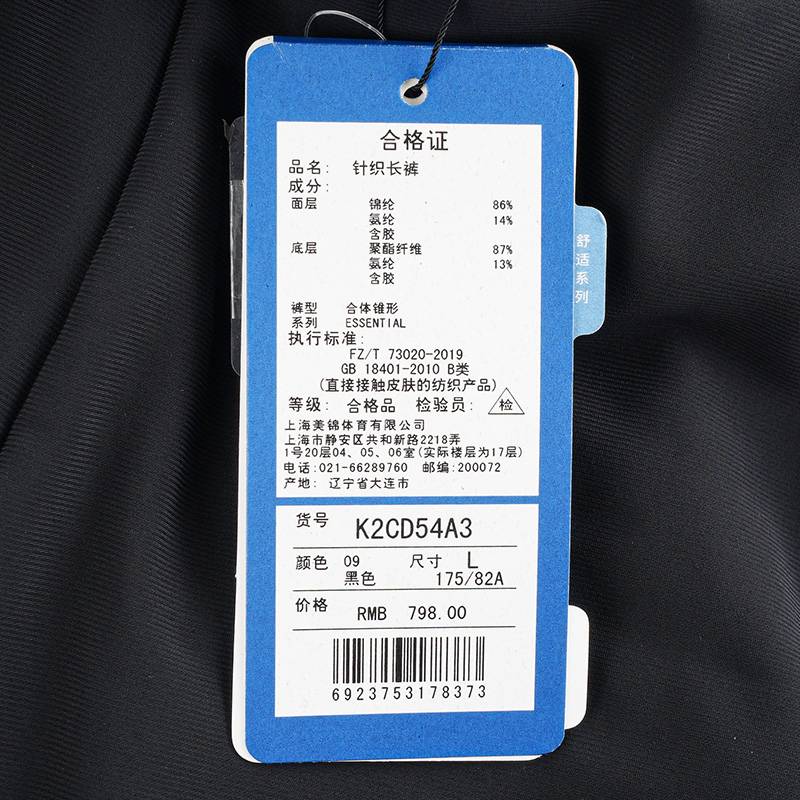 合格证
品名: 针织长裤
成分:
面层 锦纶 86%
氨纶 14%
含胶
底层 聚酯纤维 87%
氨纶 13%
含胶
裤型 合体锥形
系列 ESSENTIAL
执行标准:
FZ/T 73020-2019
GB 18401-2010 B类
(直接接触皮肤的纺织产品)
等级: 合格品 检验员: 检
上海美锦体育有限公司
上海市静安区共和新路2218弄
1号20层04、05、06室(实际楼层为17层)
电话:021-66289760 邮编:200072
产地: 辽宁省大连市
货号 K2CD54A3
颜色 09 尺寸 L
黑色 175/82A
价格 RMB 798.00
6923753178373
舒适系列